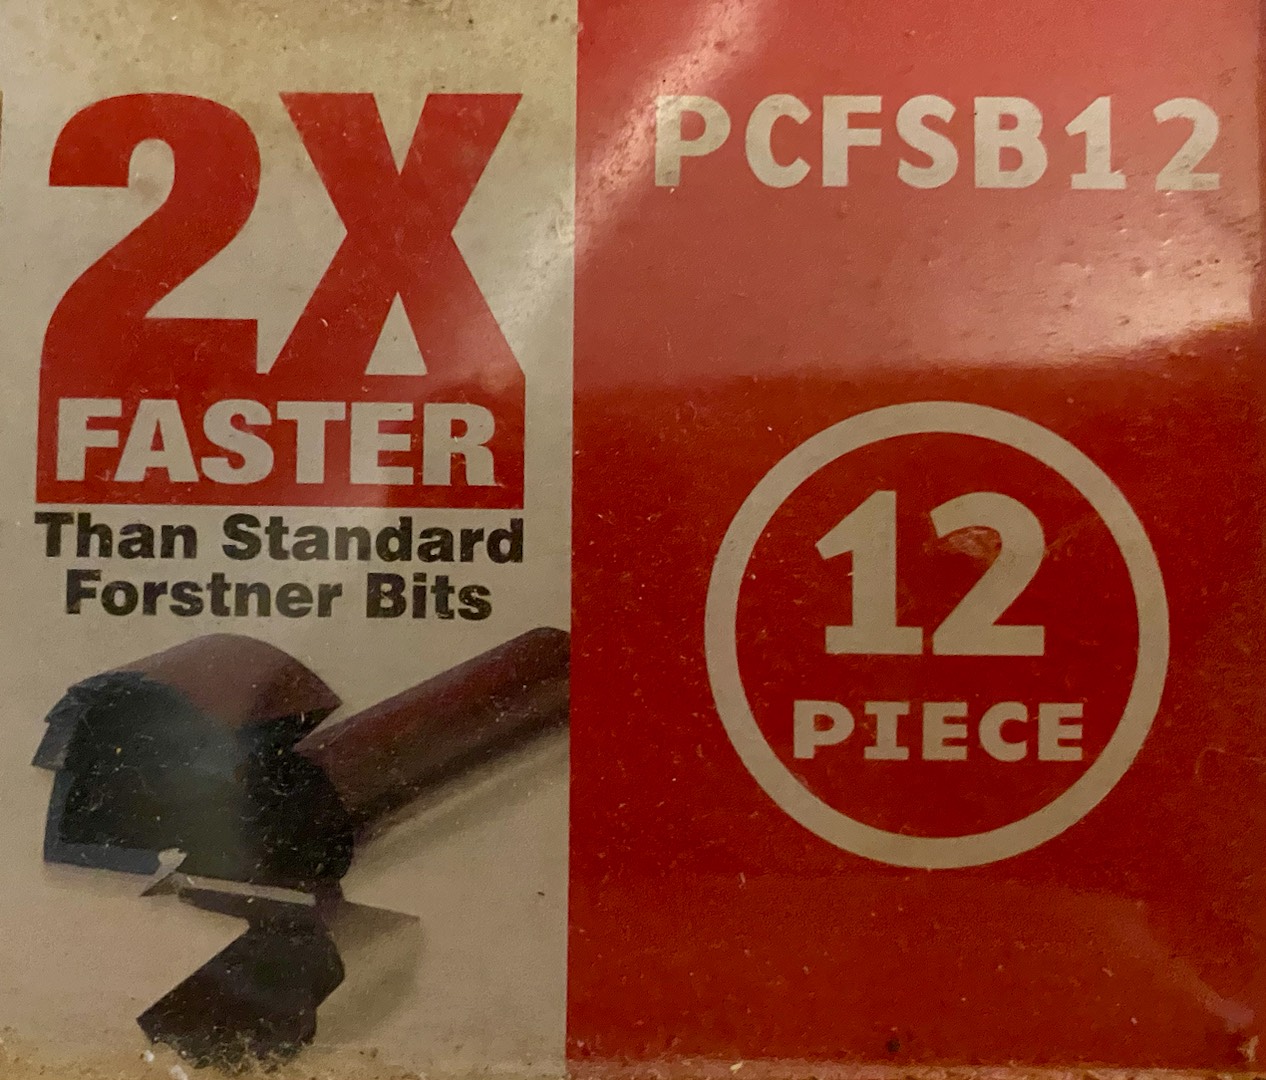 2X
FASTER
Than Standard
Forstner Bits
PCFSB12
12
PIECE